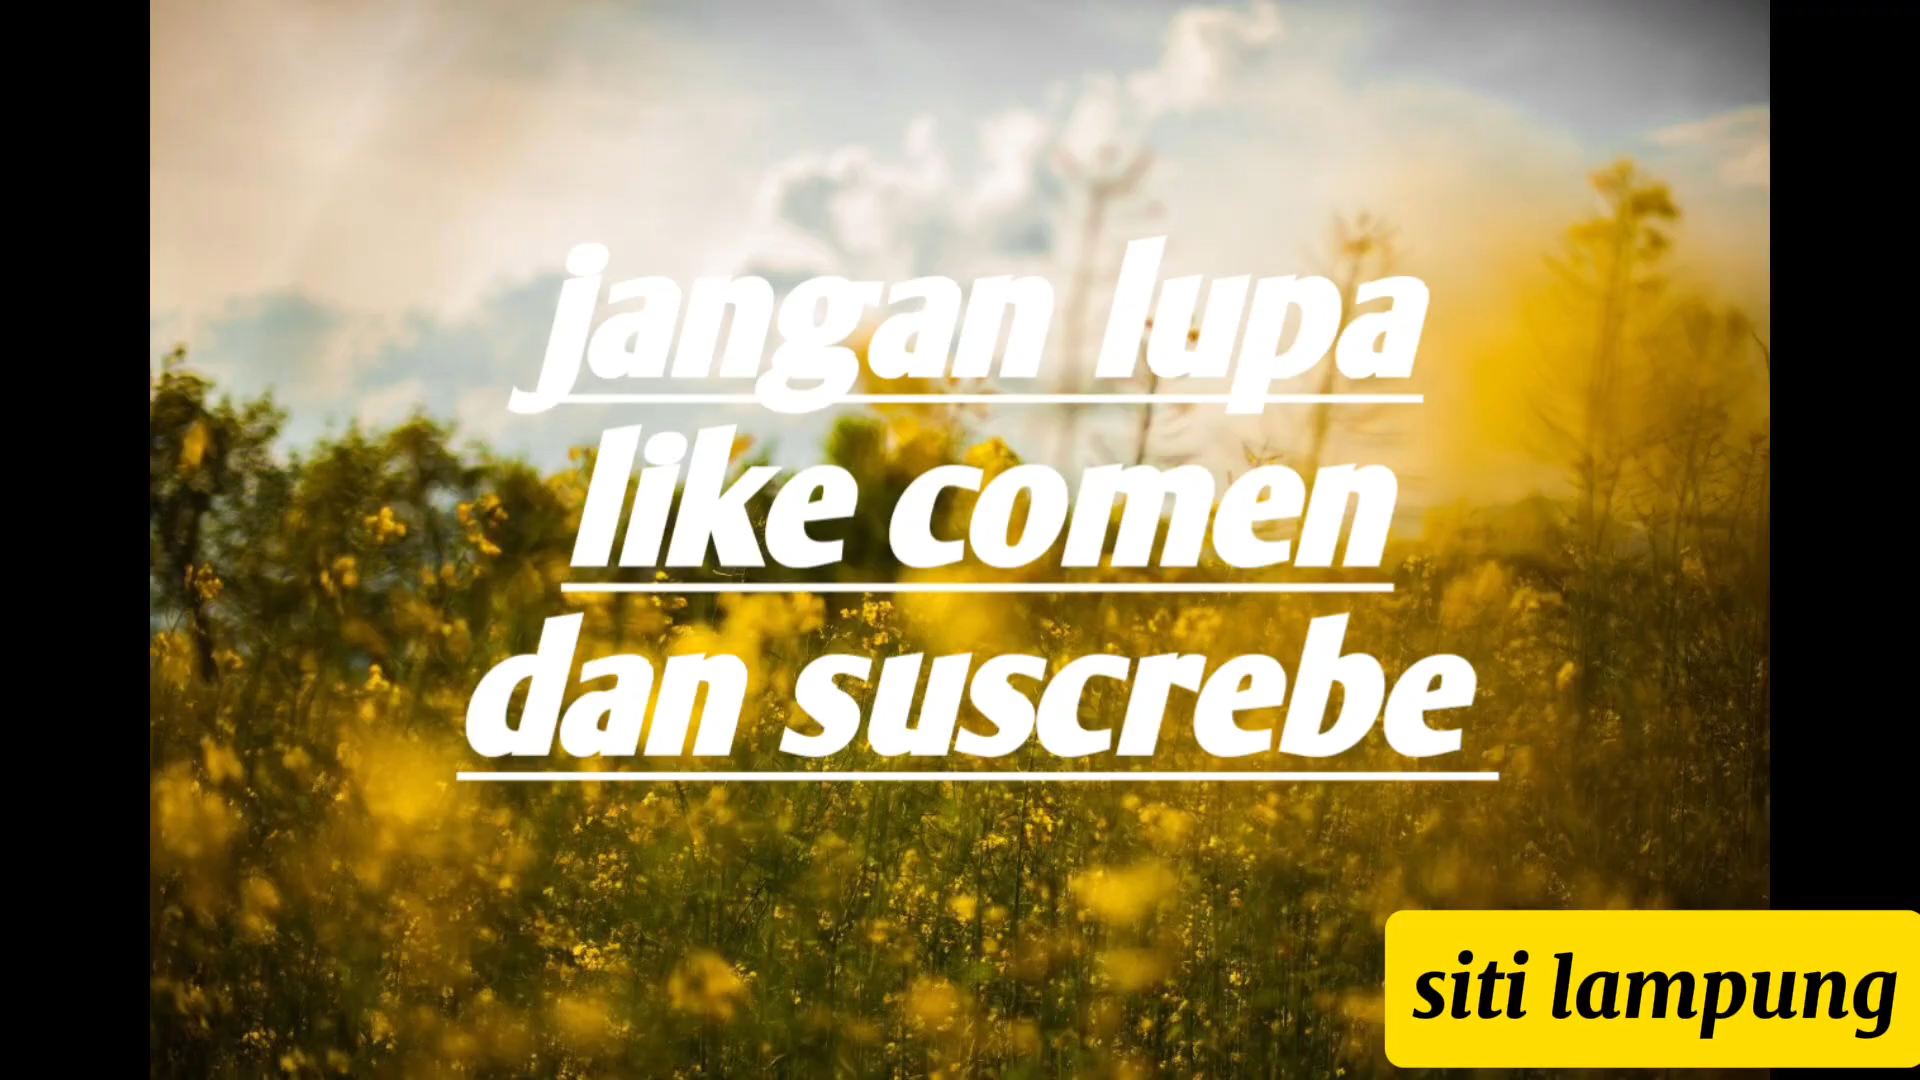 jangan lupa
like comen
dan suscrebe
siti lampung